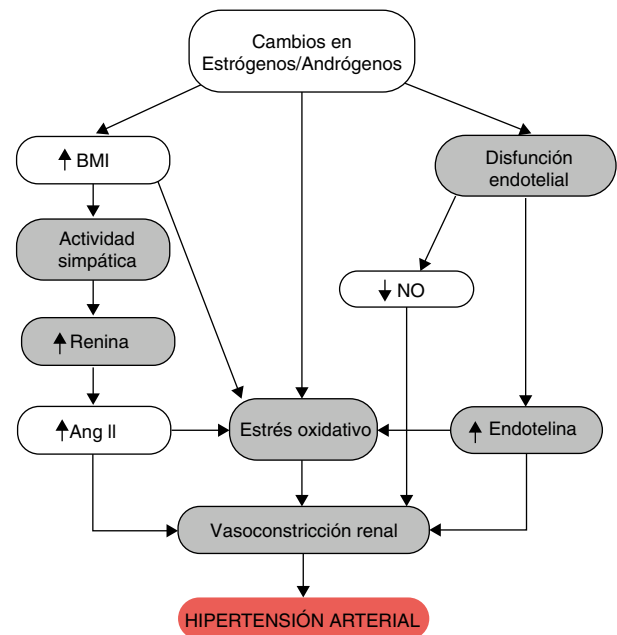 Cambios en
Estrógenos/Andrógenos
BMI
Disfunción
endotelial
Actividad
simpática
NO
Renina
Ang II
Estrés oxidativo
Endotelina
Vasoconstricción renal
HIPERTENSIÓN ARTERIAL